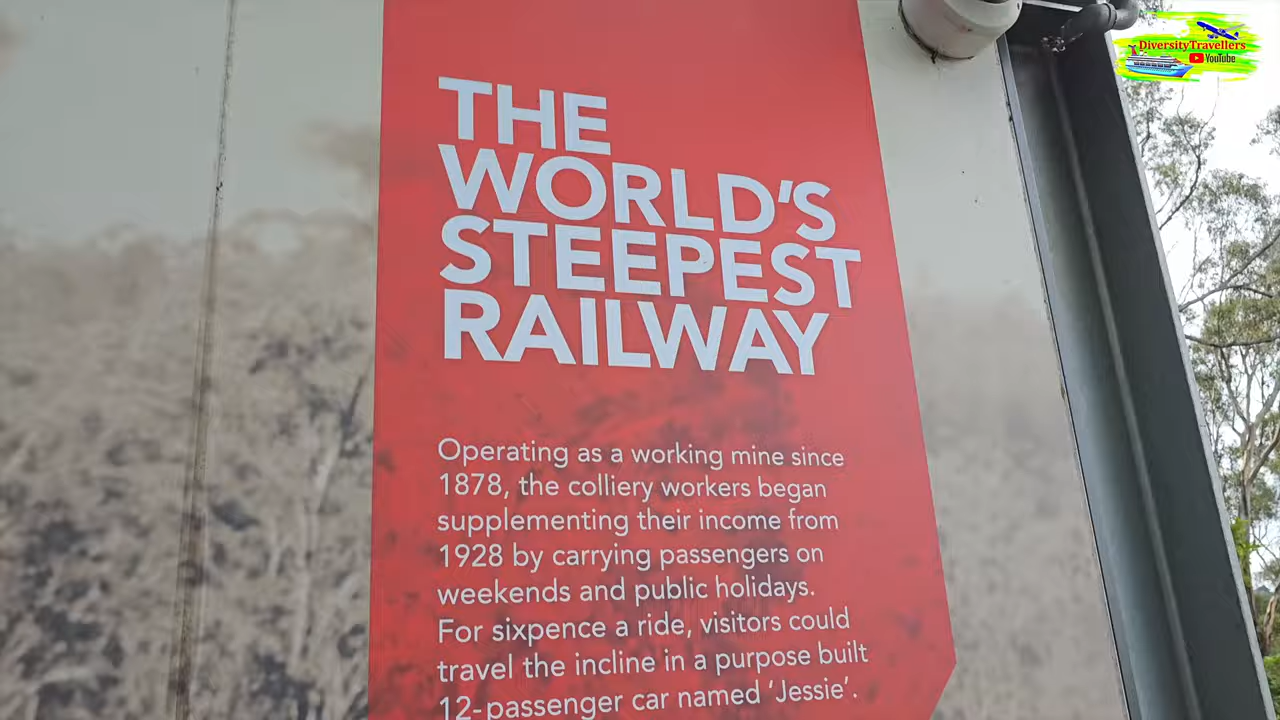 DiversityTravellers
YouTube
THE
WORLD'S
STEEPEST
RAILWAY
Operating as a working mine since
1878, the colliery workers began
supplementing their income from
1928 by carrying passengers on
weekends and public holidays.
For sixpence a ride, visitors could
travel the incline in a purpose built
12-passenger car named ‘Jessie’.